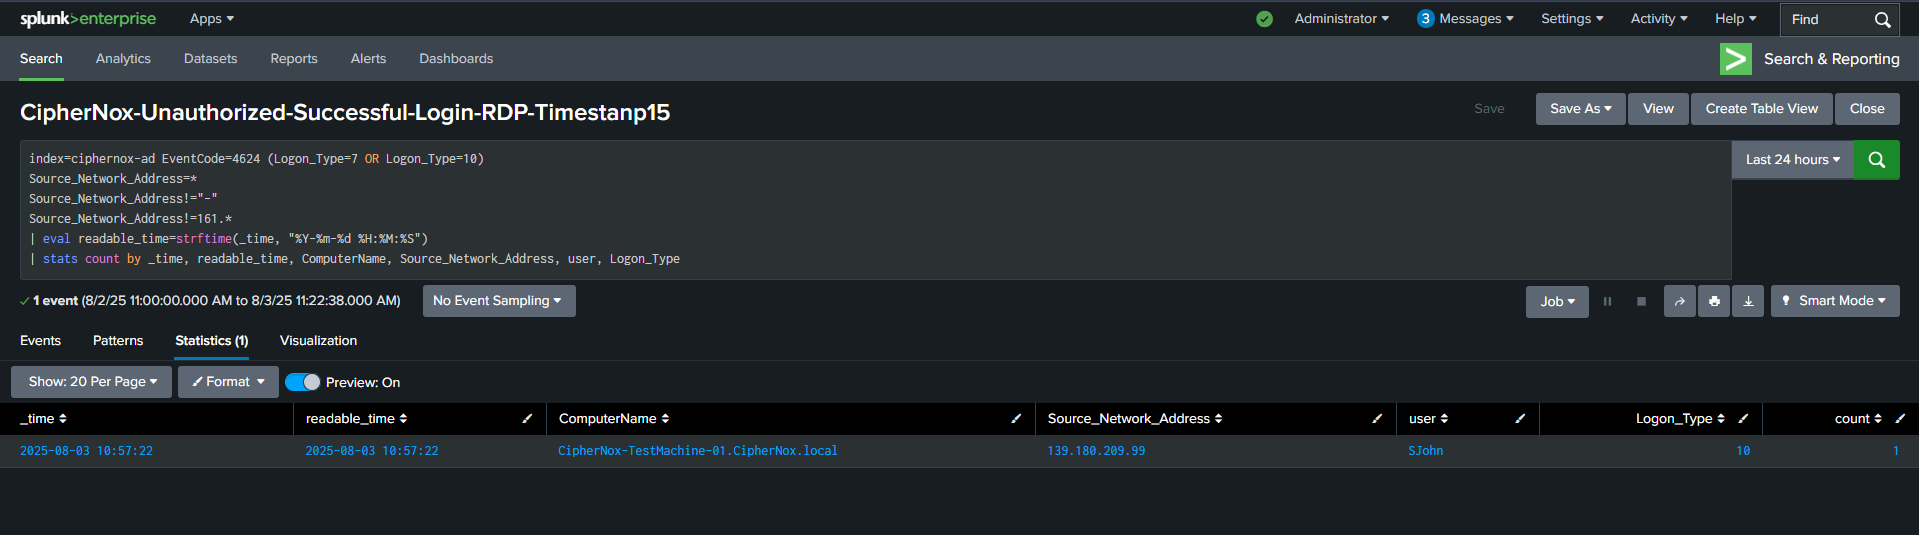 splunk>enterprise Apps Administrator 3 Messages Settings Activity Help Find
Search Analytics Datasets Reports Alerts Dashboards > Search & Reporting
CipherNox-Unauthorized-Successful-Login-RDP-Timestanp15 Save Save As View Create Table View Close
index=ciphernox-ad EventCode=4624 (Logon_Type=7 OR Logon_Type=10) Last 24 hours
Source_Network_Address=*
Source_Network_Address!="-"
Source_Network_Address!=161.*
| eval readable_time=strftime(_time, "%Y-%m-%d %H:%M:%S")
| stats count by _time, readable_time, ComputerName, Source_Network_Address, user, Logon_Type
✓ 1 event (8/2/25 11:00:00.000 AM to 8/3/25 11:22:38.000 AM) No Event Sampling Job Smart Mode
Events Patterns Statistics (1) Visualization
Show: 20 Per Page Format Preview: On
_time readable_time ComputerName Source_Network_Address user Logon_Type count
2025-08-03 10:57:22 2025-08-03 10:57:22 CipherNox-TestMachine-01.CipherNox.local 139.180.209.99 SJohn 10 1